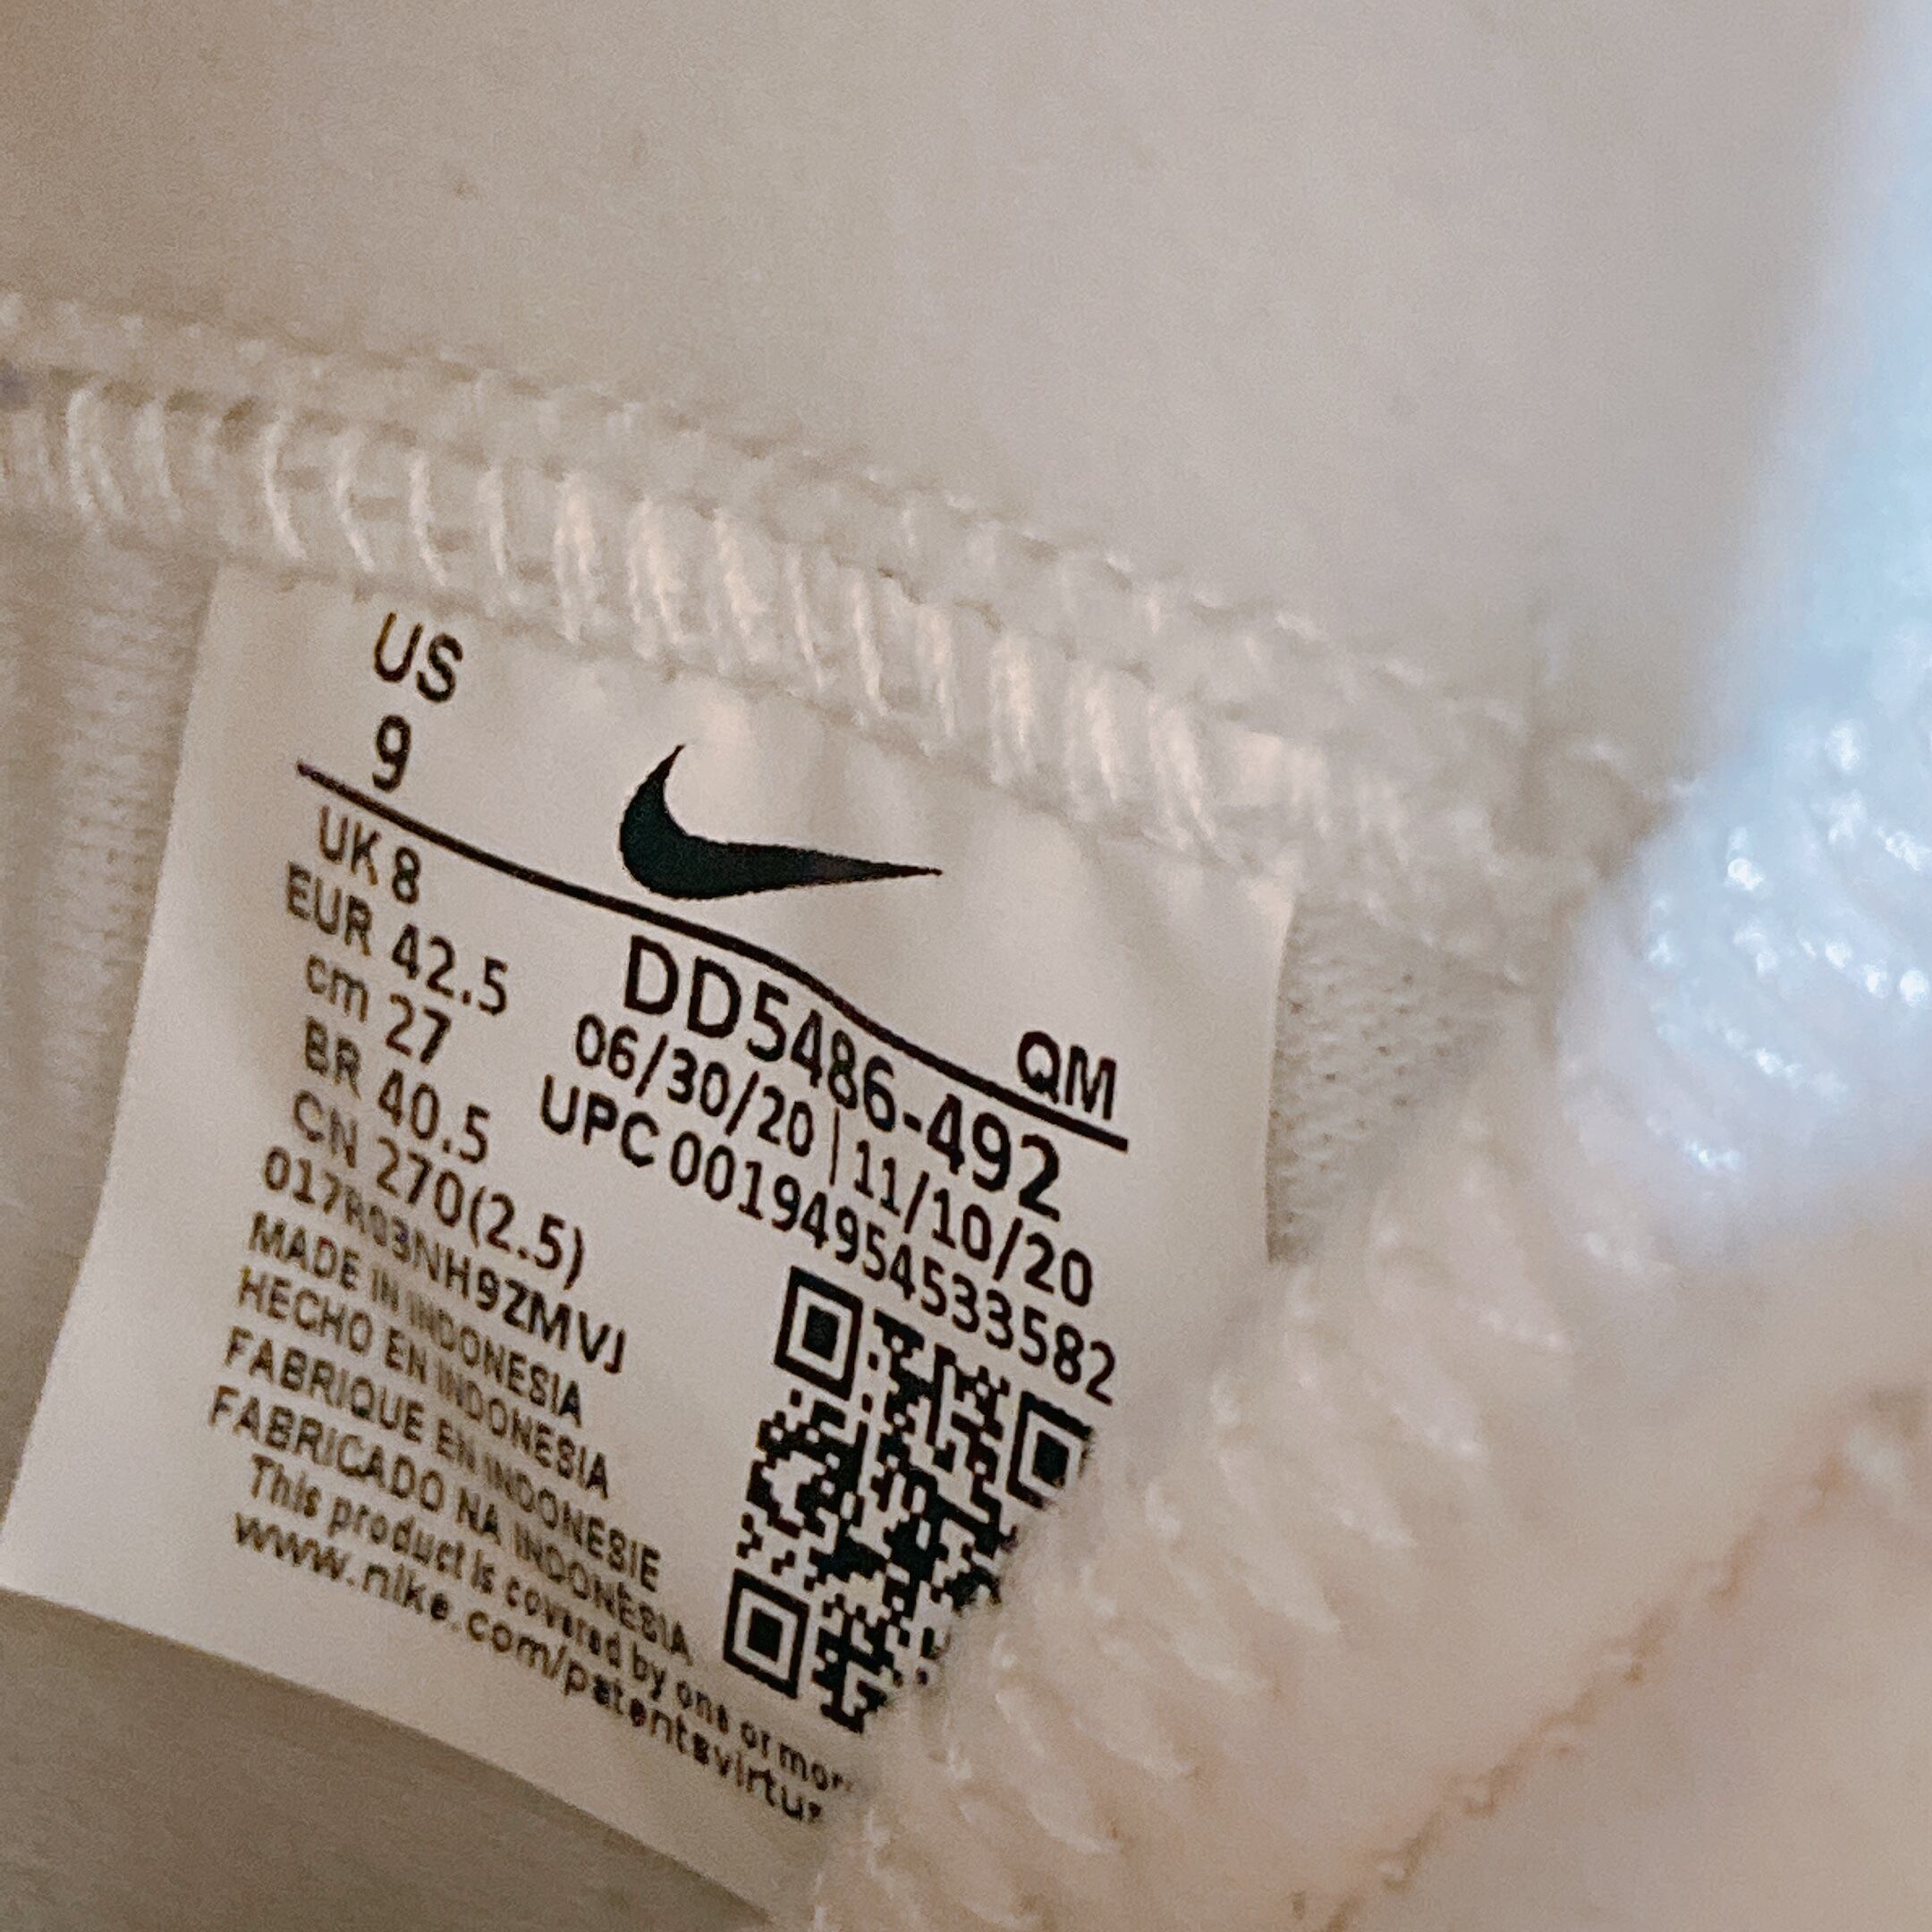 US
9
QM
UK 8
EUR 42.5
cm 27
BR 40.5
CN 270(2.5)
DD5486-492
06/30/20 | 11/10/20
UPC 00194954533582
017R03NH9ZMVJ
MADE IN INDONESIA
HECHO EN INDONESIA
FABRIQUE EN INDONESIE
FABRICADO NA INDONESIA
This product is covered by one or more
www.nike.com/patentsvirtu